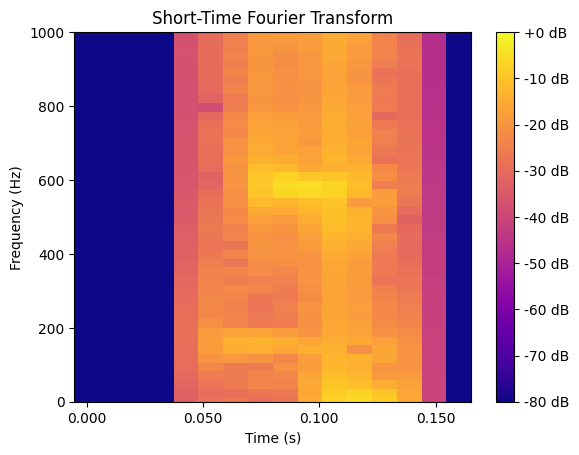 Short-Time Fourier Transform
1000
800
600
400
200
0
Frequency (Hz)
0.000
0.050
0.100
0.150
Time (s)
+0 dB
-10 dB
-20 dB
-30 dB
-40 dB
-50 dB
-60 dB
-70 dB
-80 dB